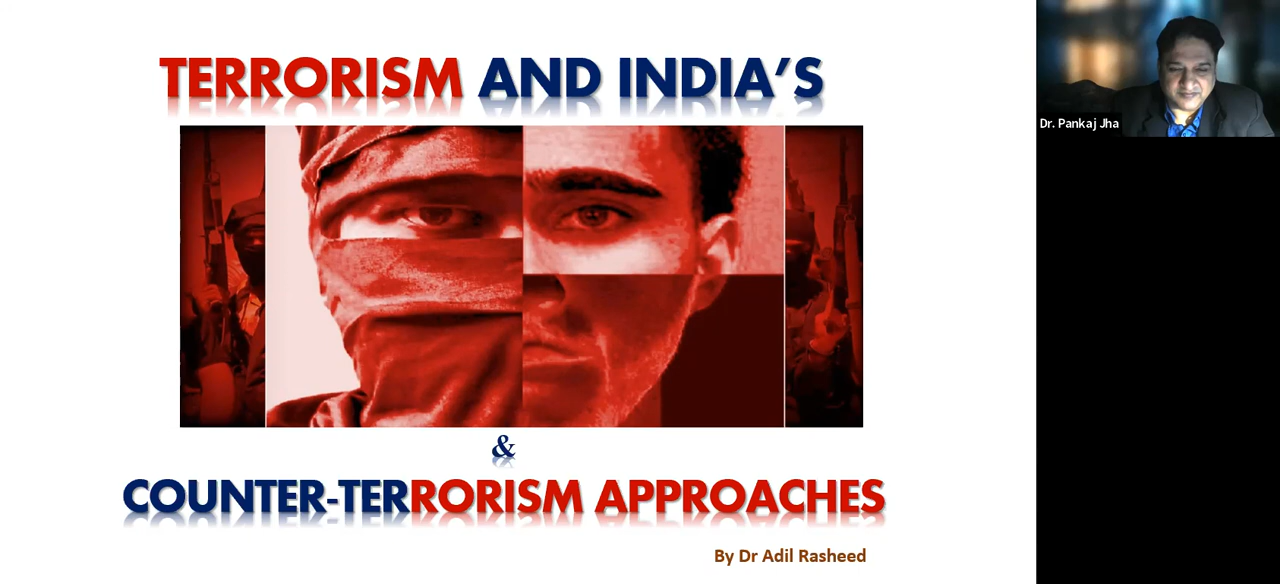 TERRORISM AND INDIA’S
&
COUNTER-TERRORISM APPROACHES
By Dr Adil Rasheed
Dr. Pankaj Jha